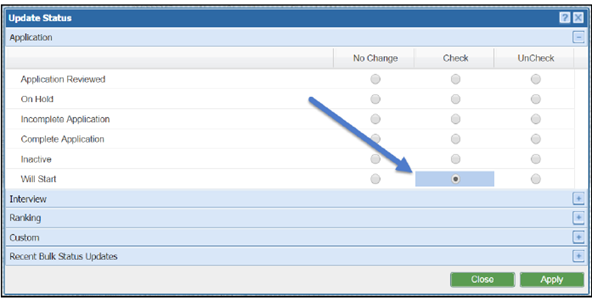 Update Status
Application
No Change Check UnCheck
Application Reviewed
On Hold
Incomplete Application
Complete Application
Inactive
Will Start
Interview
Ranking
Custom
Recent Bulk Status Updates
Close Apply